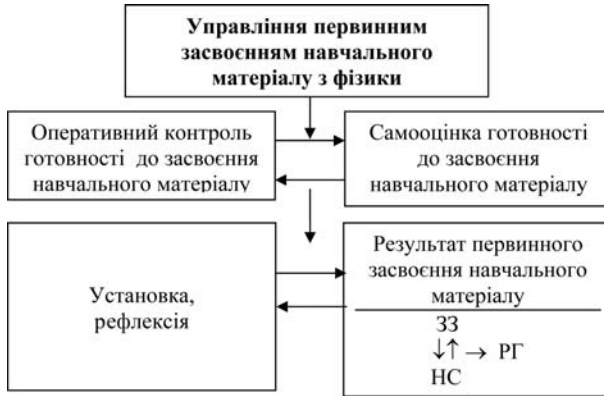 Управління первинним
засвоєнням навчального
матеріалу з фізики
Оперативний контроль
готовності до засвоєння
навчального матеріалу
Самооцінка готовності
до засвоєння
навчального матеріалу
Установка,
рефлексія
Результат первинного
засвоєння навчального
матеріалу
ЗЗ
↓↑ → РГ
НС